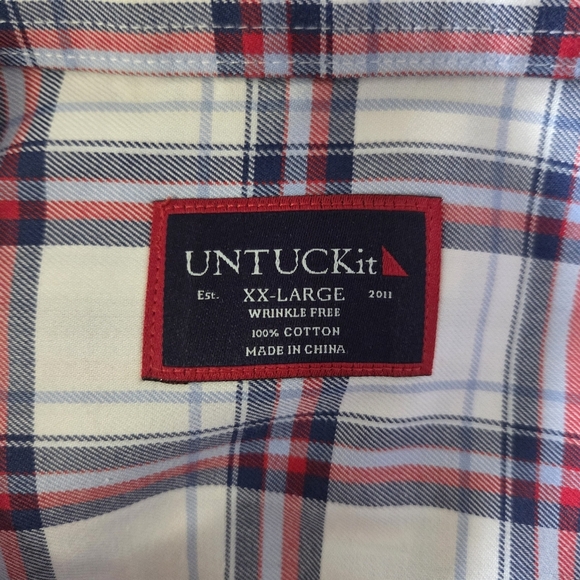 UNTUCKit
Est. XX-LARGE 2011
WRINKLE FREE
100% COTTON
MADE IN CHINA